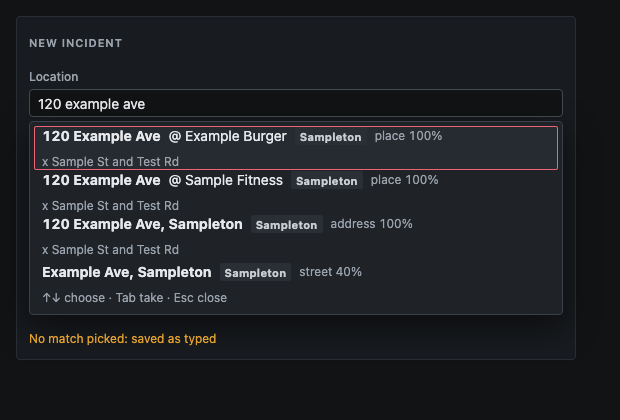 NEW INCIDENT
Location
120 example ave
120 Example Ave @ Example Burger Sampleton place 100%
x Sample St and Test Rd
120 Example Ave @ Sample Fitness Sampleton place 100%
x Sample St and Test Rd
120 Example Ave, Sampleton Sampleton address 100%
x Sample St and Test Rd
Example Ave, Sampleton Sampleton street 40%
↑↓ choose · Tab take · Esc close
No match picked: saved as typed